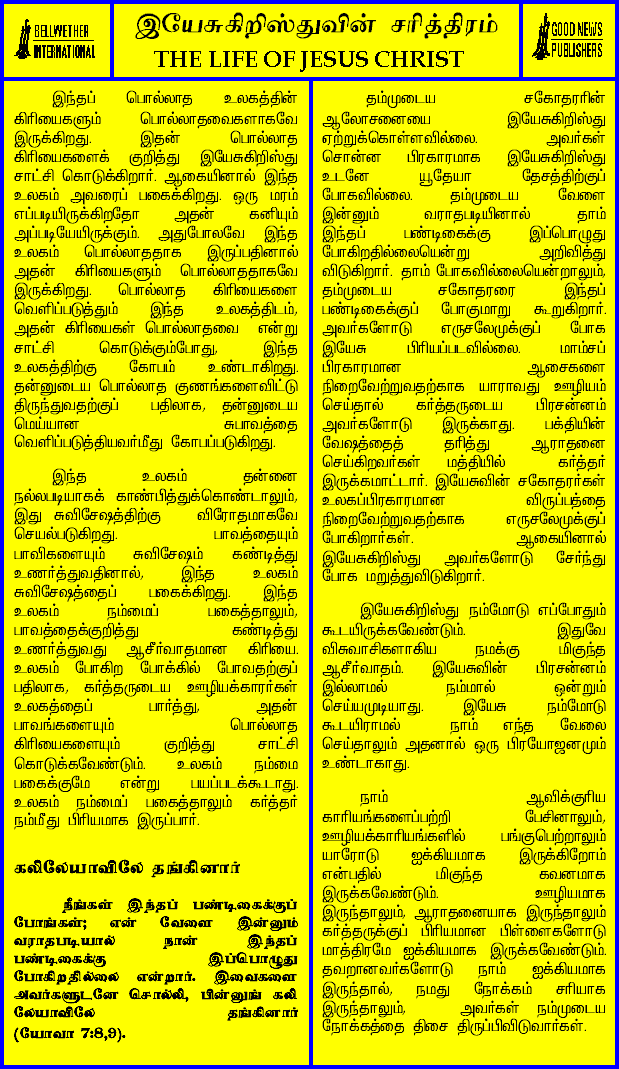 BELLWETHER
INTERNATIONAL
இயேசுகிறிஸ்துவின் சரித்திரம்
THE LIFE OF JESUS CHRIST
GOOD NEWS
PUBLISHERS
இந்தப் பொல்லாத உலகத்தின்
கிரியைகளும் பொல்லாதவைகளாகவே
இருக்கிறது. இதன் பொல்லாத
கிரியைகளைக் குறித்து இயேசுகிறிஸ்து
சாட்சி கொடுக்கிறார். ஆகையினால் இந்த
உலகம் அவரைப் பகைக்கிறது. ஒரு மரம்
எப்படியிருக்கிறதோ அதன் கனியும்
அப்படியேயிருக்கும். அதுபோலவே இந்த
உலகம் பொல்லாததாக இருப்பதினால்
அதன் கிரியைகளும் பொல்லாததாகவே
இருக்கிறது. பொல்லாத கிரியைகளை
வெளிப்படுத்தும் இந்த உலகத்திடம்,
அதன் கிரியைகள் பொல்லாதவை என்று
சாட்சி கொடுக்கும்போது, இந்த
உலகத்திற்கு கோபம் உண்டாகிறது.
தன்னுடைய பொல்லாத குணங்களைவிட்டு
திருந்துவதற்குப் பதிலாக, தன்னுடைய
மெய்யான சுபாவத்தை
வெளிப்படுத்தியவர்மீது கோபப்படுகிறது.
இந்த உலகம் தன்னை
நல்லபடியாகக் காண்பித்துக்கொண்டாலும்,
இது சுவிசேஷத்திற்கு விரோதமாகவே
செயல்படுகிறது. பாவத்தையும்
பாவிகளையும் சுவிசேஷம் கண்டித்து
உணர்த்துவதினால், இந்த உலகம்
சுவிசேஷத்தைப் பகைக்கிறது. இந்த
உலகம் நம்மைப் பகைத்தாலும்,
பாவத்தைக்குறித்து கண்டித்து
உணர்த்துவது ஆசீர்வாதமான கிரியை.
உலகம் போகிற போக்கில் போவதற்குப்
பதிலாக, கர்த்தருடைய ஊழியக்காரர்கள்
உலகத்தைப் பார்த்து, அதன்
பாவங்களையும் பொல்லாத
கிரியைகளையும் குறித்து சாட்சி
கொடுக்கவேண்டும். உலகம் நம்மை
பகைக்குமே என்று பயப்படக்கூடாது.
உலகம் நம்மைப் பகைத்தாலும் கர்த்தர்
நம்மீது பிரியமாக இருப்பார்.
கலிலேயாவிலே தங்கினார்
நீங்கள் இந்தப் பண்டிகைக்குப்
போங்கள்; என் வேளை இன்னும்
வராதபடியால் நான் இந்தப்
பண்டிகைக்கு இப்பொழுது
போகிறதில்லை என்றார். இவைகளை
அவர்களுடனே சொல்லி, பின்னுங் கலி
லேயாவிலே தங்கினார்
(யோவா 7:8,9).
தம்முடைய சகோதரரின்
ஆலோசனையை இயேசுகிறிஸ்து
ஏற்றுக்கொள்ளவில்லை. அவர்கள்
சொன்ன பிரகாரமாக இயேசுகிறிஸ்து
உடனே யூதேயா தேசத்திற்குப்
போகவில்லை. தம்முடைய வேளை
இன்னும் வராதபடியினால் தாம்
இந்தப் பண்டிகைக்கு இப்பொழுது
போகிறதில்லையென்று அறிவித்து
விடுகிறார். தாம் போகவில்லையென்றாலும்,
தம்முடைய சகோதரரை இந்தப்
பண்டிகைக்குப் போகுமாறு கூறுகிறார்.
அவர்களோடு எருசலேமுக்குப் போக
இயேசு பிரியப்படவில்லை. மாம்சப்
பிரகாரமான ஆசைகளை
நிறைவேற்றுவதற்காக யாராவது ஊழியம்
செய்தால் கர்த்தருடைய பிரசன்னம்
அவர்களோடு இருக்காது. பக்தியின்
வேஷத்தைத் தரித்து ஆராதனை
செய்கிறவர்கள் மத்தியில் கர்த்தர்
இருக்கமாட்டார். இயேசுவின் சகோதரர்கள்
உலகப்பிரகாரமான விருப்பத்தை
நிறைவேற்றுவதற்காக எருசலேமுக்குப்
போகிறார்கள். ஆகையினால்
இயேசுகிறிஸ்து அவர்களோடு சேர்ந்து
போக மறுத்துவிடுகிறார்.
இயேசுகிறிஸ்து நம்மோடு எப்போதும்
கூடயிருக்கவேண்டும். இதுவே
விசுவாசிகளாகிய நமக்கு மிகுந்த
ஆசீர்வாதம். இயேசுவின் பிரசன்னம்
இல்லாமல் நம்மால் ஒன்றும்
செய்யமுடியாது. இயேசு நம்மோடு
கூடயிராமல் நாம் எந்த வேலை
செய்தாலும் அதனால் ஒரு பிரயோஜனமும்
உண்டாகாது.
நாம் ஆவிக்குரிய
காரியங்களைப்பற்றி பேசினாலும்,
ஊழியக்காரியங்களில் பங்குபெற்றாலும்
யாரோடு ஐக்கியமாக இருக்கிறோம்
என்பதில் மிகுந்த கவனமாக
இருக்கவேண்டும். ஊழியமாக
இருந்தாலும், ஆராதனையாக இருந்தாலும்
கர்த்தருக்குப் பிரியமான பிள்ளைகளோடு
மாத்திரமே ஐக்கியமாக இருக்கவேண்டும்.
தவறானவர்களோடு நாம் ஐக்கியமாக
இருந்தால், நமது நோக்கம் சரியாக
இருந்தாலும், அவர்கள் நம்முடைய
நோக்கத்தை திசை திருப்பிவிடுவார்கள்.